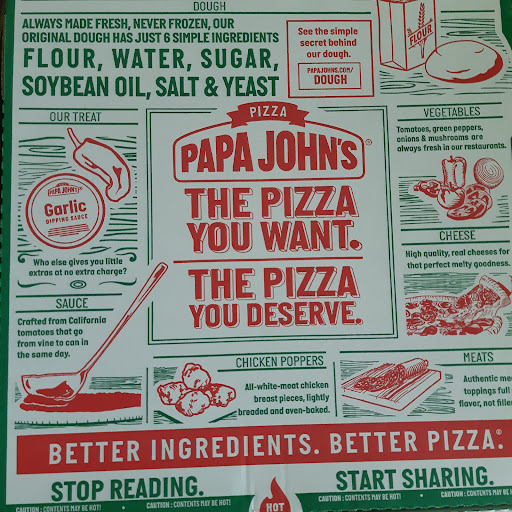 DOUGH
ALWAYS MADE FRESH, NEVER FROZEN, OUR
ORIGINAL DOUGH HAS JUST 6 SIMPLE INGREDIENTS
FLOUR, WATER, SUGAR,
SOYBEAN OIL, SALT & YEAST
See the simple
secret behind
our dough.
PAPAJOHNS.COM/
DOUGH
FLOUR
OUR TREAT
PAPA JOHN'S
Garlic
DIPPING SAUCE
Who else gives you little
extras at no extra charge?
SAUCE
Crafted from California
tomatoes that go
from vine to can in
the same day.
PIZZA
PAPA JOHN'S®
THE PIZZA
YOU WANT.
THE PIZZA
YOU DESERVE.
VEGETABLES
Tomatoes, green peppers,
onions & mushrooms are
always fresh in our restaurants.
CHEESE
High quality, real cheeses for
that perfect melty goodness.
CHICKEN POPPERS
All-white-meat chicken
breast pieces, lightly
breaded and oven-baked.
MEATS
Authentic
toppings full
flavor, not
BETTER INGREDIENTS. BETTER PIZZA.®
STOP READING.
START SHARING.
CAUTION: CONTENTS MAY BE HOT!
CAUTION: CONTENTS MAY BE HOT!
HOT
CAUTION: CONTENTS MAY BE HOT!